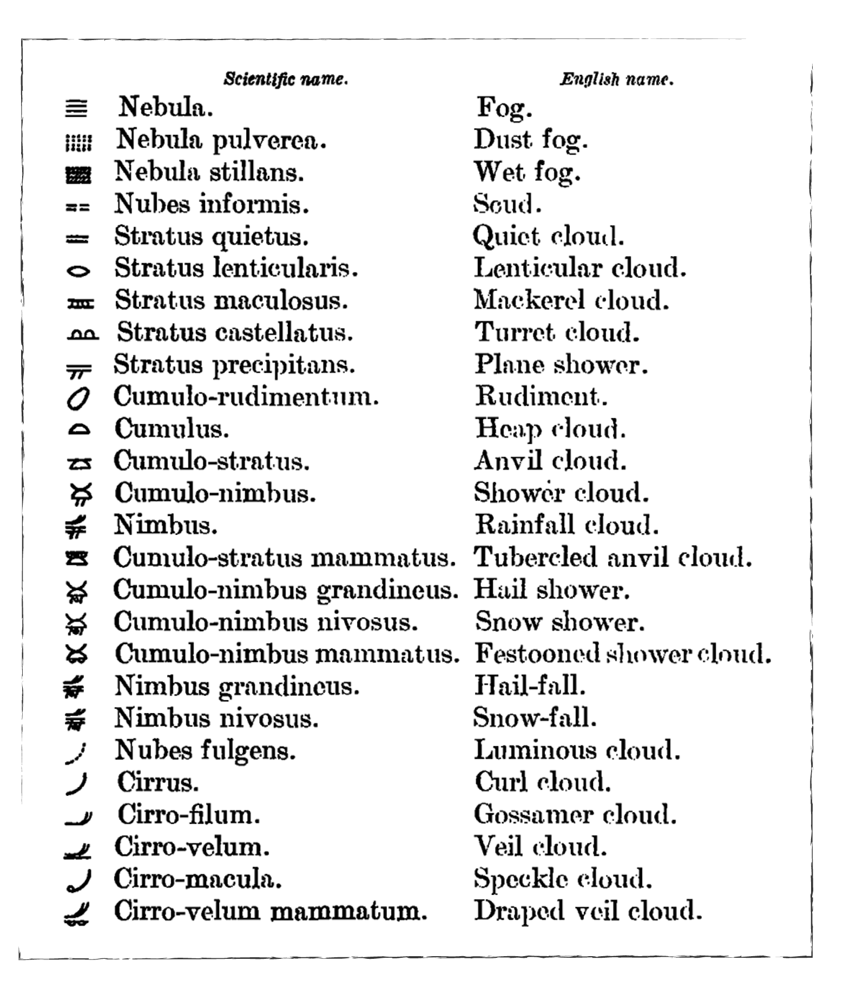 Scientific name. English name.
Nebula. Fog.
Nebula pulverea. Dust fog.
Nebula stillans. Wet fog.
Nubes informis. Scud.
Stratus quietus. Quiet cloud.
Stratus lenticularis. Lenticular cloud.
Stratus maculosus. Mackerel cloud.
Stratus castellatus. Turret cloud.
Stratus precipitans. Plane shower.
Cumulo-rudimentum. Rudiment.
Cumulus. Heap cloud.
Cumulo-stratus. Anvil cloud.
Cumulo-nimbus. Shower cloud.
Nimbus. Rainfall cloud.
Cumulo-stratus mammatus. Tubercled anvil cloud.
Cumulo-nimbus grandineus. Hail shower.
Cumulo-nimbus nivosus. Snow shower.
Cumulo-nimbus mammatus. Festooned shower cloud.
Nimbus grandineus. Hail-fall.
Nimbus nivosus. Snow-fall.
Nubes fulgens. Luminous cloud.
Cirrus. Curl cloud.
Cirro-filum. Gossamer cloud.
Cirro-velum. Veil cloud.
Cirro-macula. Speckle cloud.
Cirro-velum mammatum. Draped veil cloud.